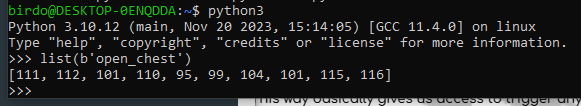 birdo@DESKTOP-0ENQDDA:~$ python3
Python 3.10.12 (main, Nov 20 2023, 15:14:05) [GCC 11.4.0] on linux
Type "help", "copyright", "credits" or "license" for more information.
>>> list(b'open_chest')
[111, 112, 101, 110, 95, 99, 104, 101, 115, 116]
>>>
This way basically gives us access to trigger any